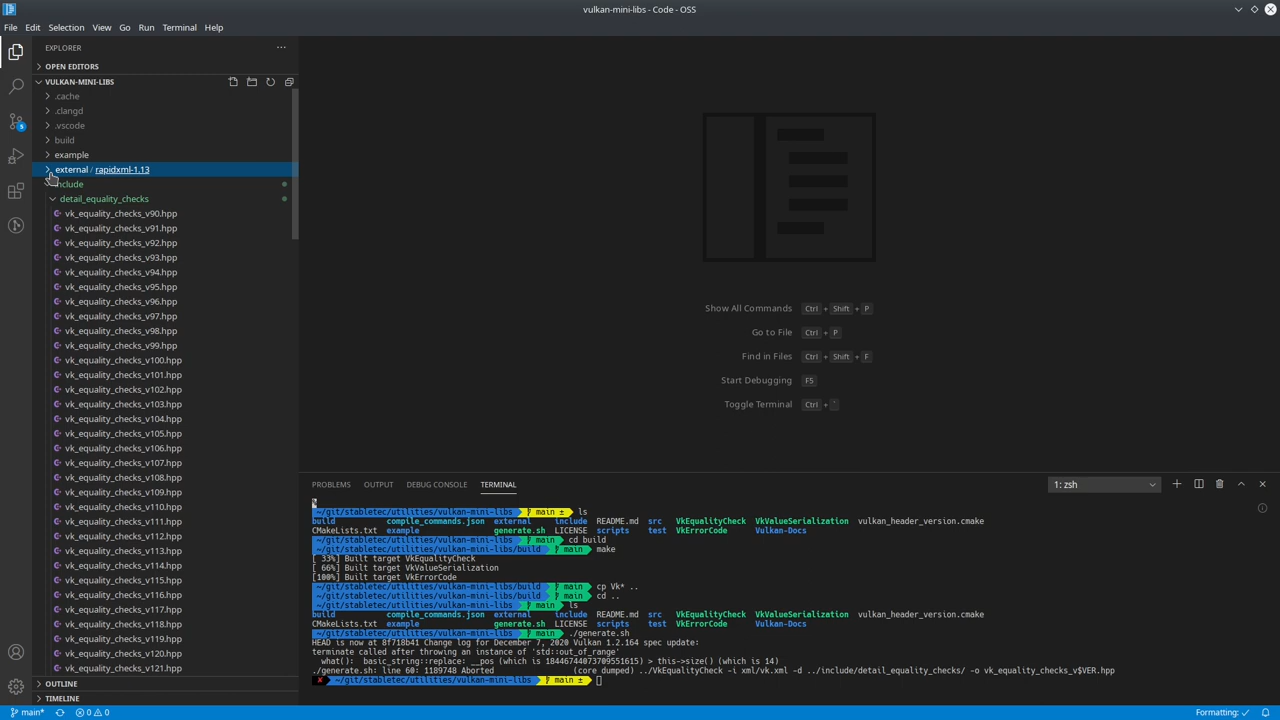 vulkan-mini-libs - Code - OSS
File Edit Selection View Go Run Terminal Help
EXPLORER
OPEN EDITORS
VULKAN-MINI-LIBS
.cache
.clangd
.vscode
5
build
example
external / rapidxml-1.13
include
detail_equality_checks
vk_equality_checks_v90.hpp
vk_equality_checks_v91.hpp
vk_equality_checks_v92.hpp
vk_equality_checks_v93.hpp
vk_equality_checks_v94.hpp
vk_equality_checks_v95.hpp
vk_equality_checks_v96.hpp
vk_equality_checks_v97.hpp
vk_equality_checks_v98.hpp
vk_equality_checks_v99.hpp
vk_equality_checks_v100.hpp
vk_equality_checks_v101.hpp
vk_equality_checks_v102.hpp
vk_equality_checks_v103.hpp
vk_equality_checks_v104.hpp
vk_equality_checks_v105.hpp
vk_equality_checks_v106.hpp
vk_equality_checks_v107.hpp
vk_equality_checks_v108.hpp
vk_equality_checks_v109.hpp
vk_equality_checks_v110.hpp
vk_equality_checks_v111.hpp
vk_equality_checks_v112.hpp
vk_equality_checks_v113.hpp
vk_equality_checks_v114.hpp
vk_equality_checks_v115.hpp
vk_equality_checks_v116.hpp
vk_equality_checks_v117.hpp
vk_equality_checks_v118.hpp
vk_equality_checks_v119.hpp
vk_equality_checks_v120.hpp
vk_equality_checks_v121.hpp
OUTLINE
TIMELINE
Show All Commands Ctrl + Shift + P
Go to File Ctrl + P
Find in Files Ctrl + Shift + F
Start Debugging F5
Toggle Terminal Ctrl + `
PROBLEMS OUTPUT DEBUG CONSOLE TERMINAL 1: zsh
%
~/git/stabletec/utilities/vulkan-mini-libs main ± ls
build compile_commands.json external include README.md src VkEqualityCheck VkValueSerialization vulkan_header_version.cmake
CMakeLists.txt example generate.sh LICENSE scripts test VkErrorCode Vulkan-Docs
~/git/stabletec/utilities/vulkan-mini-libs main cd build
~/git/stabletec/utilities/vulkan-mini-libs/build main make
[ 33%] Built target VkEqualityCheck
[ 66%] Built target VkValueSerialization
[100%] Built target VkErrorCode
~/git/stabletec/utilities/vulkan-mini-libs/build main cp Vk* ..
~/git/stabletec/utilities/vulkan-mini-libs/build main cd ..
~/git/stabletec/utilities/vulkan-mini-libs main ls
build compile_commands.json external include README.md src VkEqualityCheck VkValueSerialization vulkan_header_version.cmake
CMakeLists.txt example generate.sh LICENSE scripts test VkErrorCode Vulkan-Docs
~/git/stabletec/utilities/vulkan-mini-libs main ./generate.sh
HEAD is now at 8f718b41 Change log for December 7, 2020 Vulkan 1.2.164 spec update:
terminate called after throwing an instance of 'std::out_of_range'
what(): basic_string::replace: __pos (which is 18446744073709551615) > this->size() (which is 14)
./generate.sh: line 60: 1189748 Aborted (core dumped) ../VkEqualityCheck -i xml/vk.xml -d ../include/detail_equality_checks/ -o vk_equality_checks_v$VER.hpp
✘ ~/git/stabletec/utilities/vulkan-mini-libs main ±
main* 0 0 Formatting: ✓